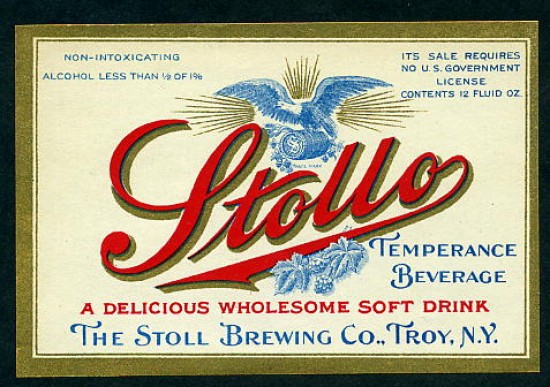 NON-INTOXICATING
ALCOHOL LESS THAN ½ OF 1%
ITS SALE REQUIRES
NO U.S. GOVERNMENT
LICENSE
CONTENTS 12 FLUID OZ.
Stollo
TEMPERANCE
BEVERAGE
A DELICIOUS WHOLESOME SOFT DRINK
THE STOLL BREWING CO., TROY, N.Y.